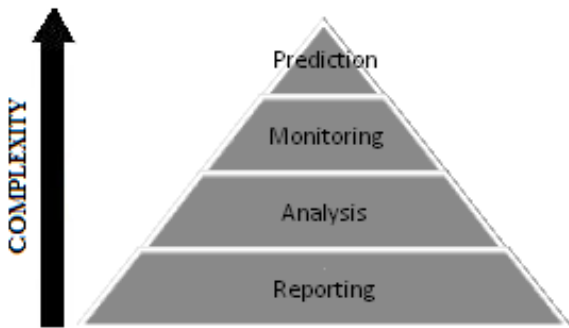 COMPLEXITY
Prediction
Monitoring
Analysis
Reporting